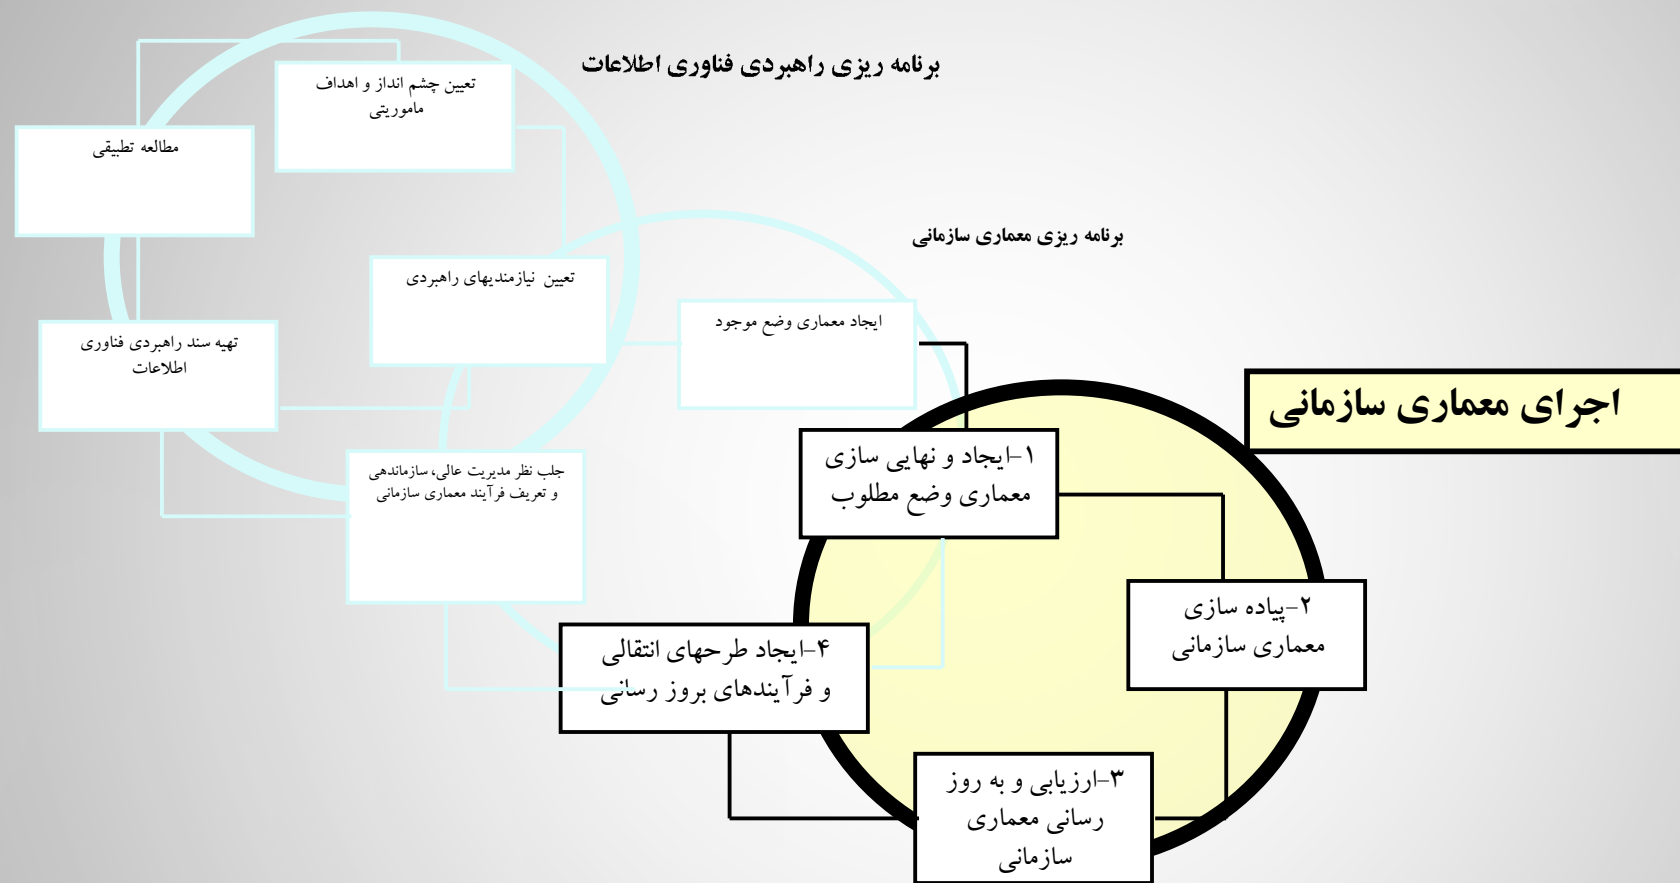 برنامه ریزی راهبردی فناوری اطلاعات
تعیین چشم انداز و اهداف
ماموریتی
مطالعه تطبیقی
تعیین نیازمندیهای راهبردی
تهیه سند راهبردی فناوری
اطلاعات
جلب نظر مدیریت عالی، سازماندهی
و تعریف فرآیند معماری سازمانی
برنامه ریزی معماری سازمانی
ایجاد معماری وضع موجود
اجرای معماری سازمانی
۱-ایجاد و نهایی سازی
معماری وضع مطلوب
۲-پیاده سازی
معماری سازمانی
۳-ارزیابی و به روز
رسانی معماری
سازمانی
۴-ایجاد طرحهای انتقالی
و فرآیندهای بروز رسانی